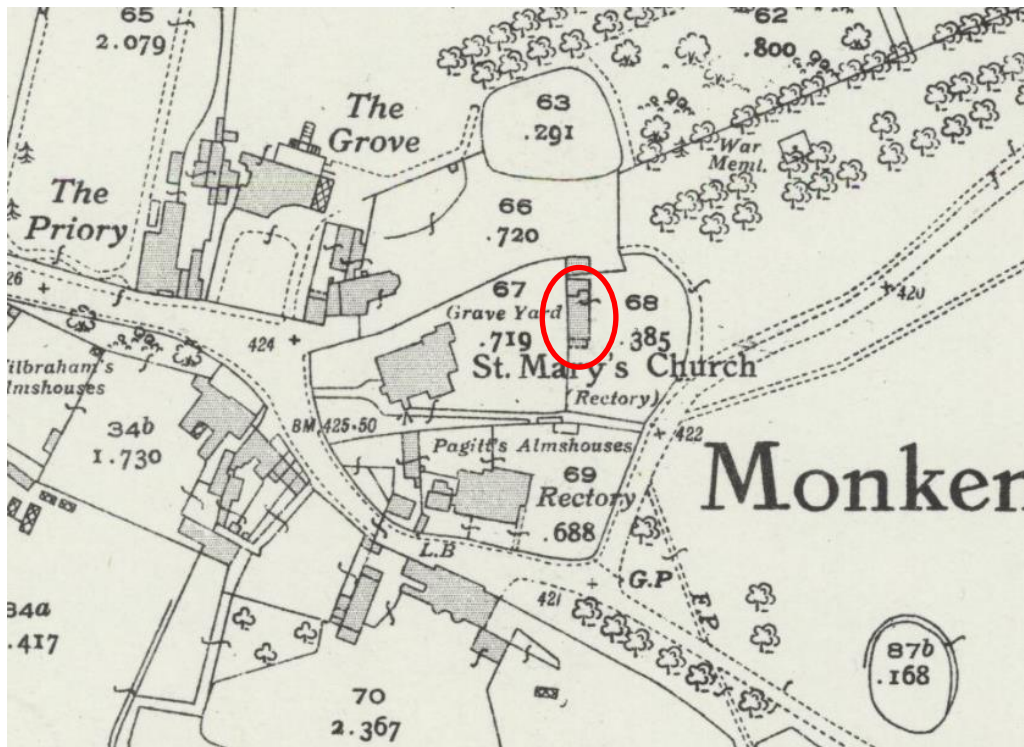 65
2.079
62
.800
The
Grove
63
.291
War
Meml.
The
Priory
66
.720
26
67
Grave Yard
.719
68
.385
420
424
St. Mary's Church
(Rectory)
ilbraham's
lmshouses
34b
1.730
BM.425.50
Pagitt's Almshouses
422
69
Rectory
.688
Monken
L.B
G.P
F.P
421
34a
.417
70
2.367
87b
.168